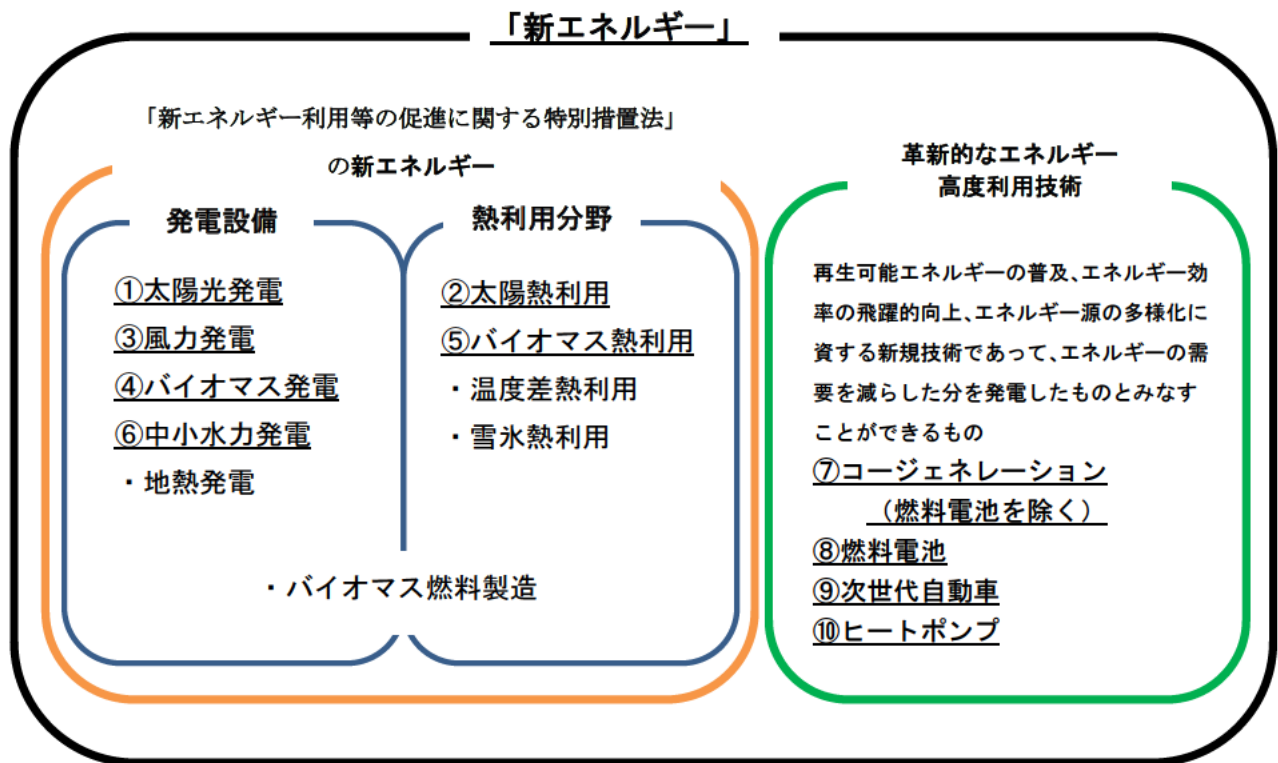 「新エネルギー」
「新エネルギー利用等の促進に関する特別措置法」
の新エネルギー
発電設備
①太陽光発電
③風力発電
④バイオマス発電
⑥中小水力発電
・地熱発電
熱利用分野
②太陽熱利用
⑤バイオマス熱利用
・温度差熱利用
・雪氷熱利用
・バイオマス燃料製造
革新的なエネルギー
高度利用技術
再生可能エネルギーの普及、エネルギー効
率の飛躍的向上、エネルギー源の多様化に
資する新規技術であって、エネルギーの需
要を減らした分を発電したものとみなす
ことができるもの
⑦コージェネレーション
（燃料電池を除く）
⑧燃料電池
⑨次世代自動車
⑩ヒートポンプ